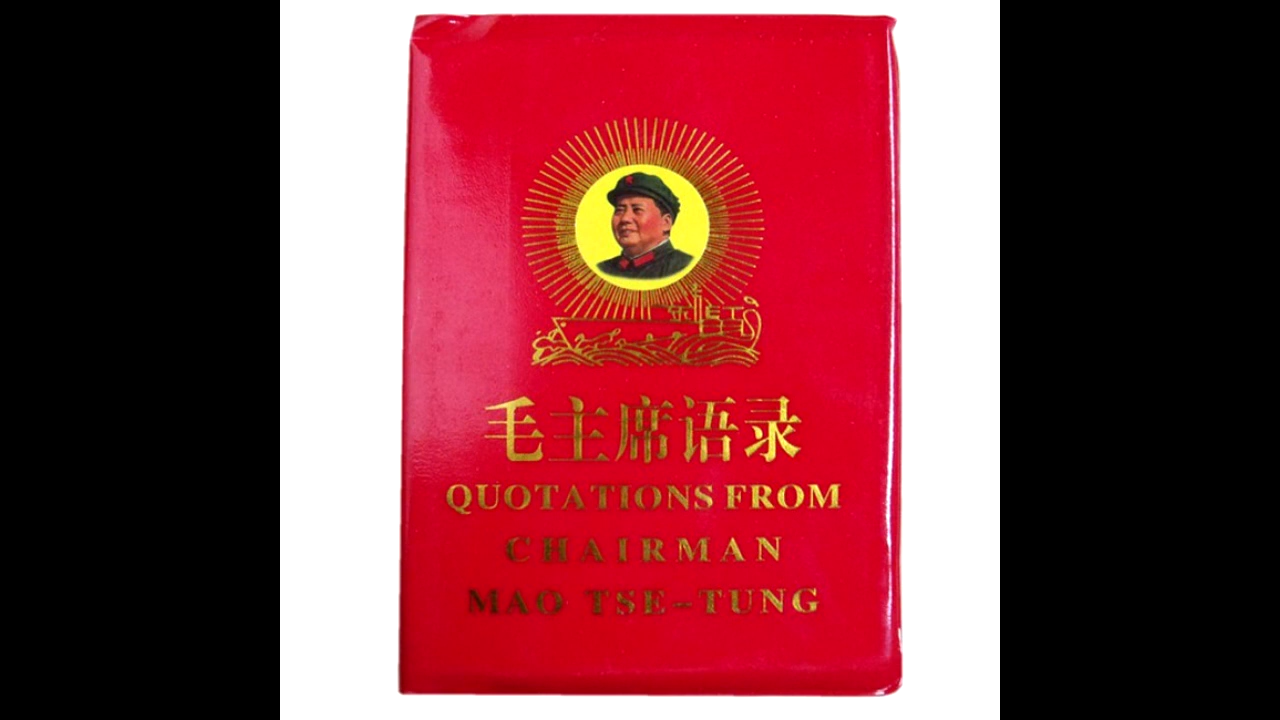 毛主席语录
QUOTATIONS FROM
CHAIRMAN
MAO TSE-TUNG